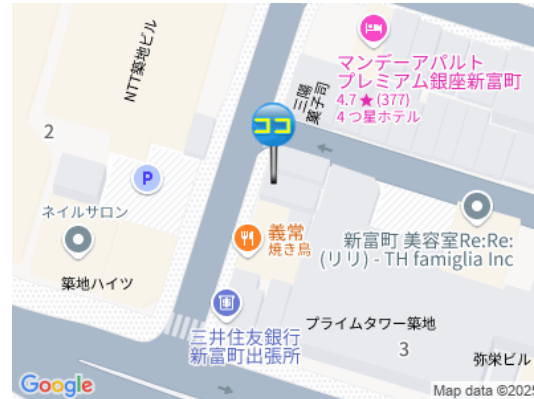 マンデーアパルト
プレミアム銀座新富町
4.7★(377)
4 つ星ホテル
NTT築地ビル
三陽
菓子司
2
ココ
P
ネイルサロン
築地ハイツ
義常
焼き鳥
新富町 美容室Re:Re:
(リリ) - TH famiglia Inc
三井住友銀行
新富町出張所
プライムタワー築地
3
弥栄ビル
Google
Map data ©2025